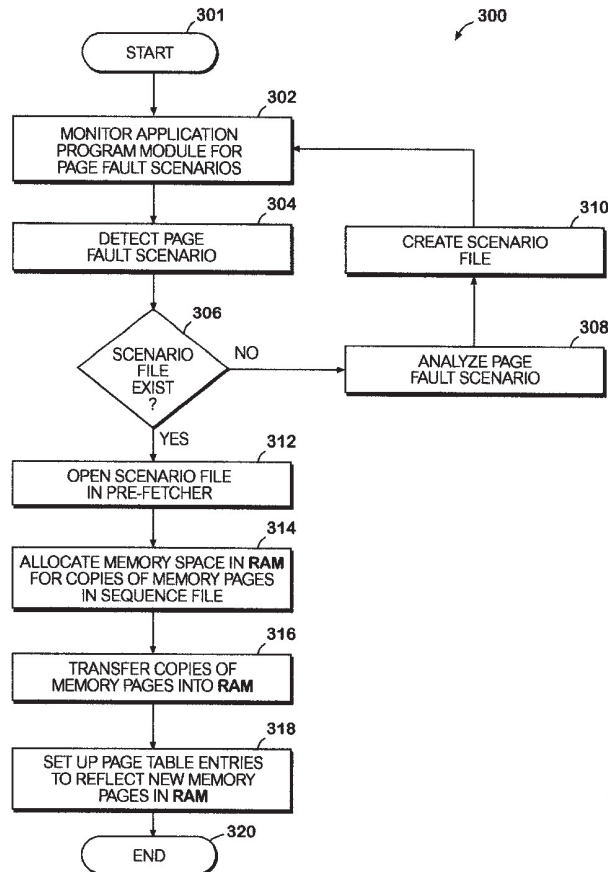 301
300
START
302
MONITOR APPLICATION
PROGRAM MODULE FOR
PAGE FAULT SCENARIOS
304
DETECT PAGE
FAULT SCENARIO
310
CREATE SCENARIO
FILE
306
SCENARIO
FILE
EXIST
?
NO
308
ANALYZE PAGE
FAULT SCENARIO
YES
312
OPEN SCENARIO FILE
IN PRE-FETCHER
314
ALLOCATE MEMORY SPACE IN RAM
FOR COPIES OF MEMORY PAGES
IN SEQUENCE FILE
316
TRANSFER COPIES OF
MEMORY PAGES INTO RAM
318
SET UP PAGE TABLE ENTRIES
TO REFLECT NEW MEMORY
PAGES IN RAM
320
END